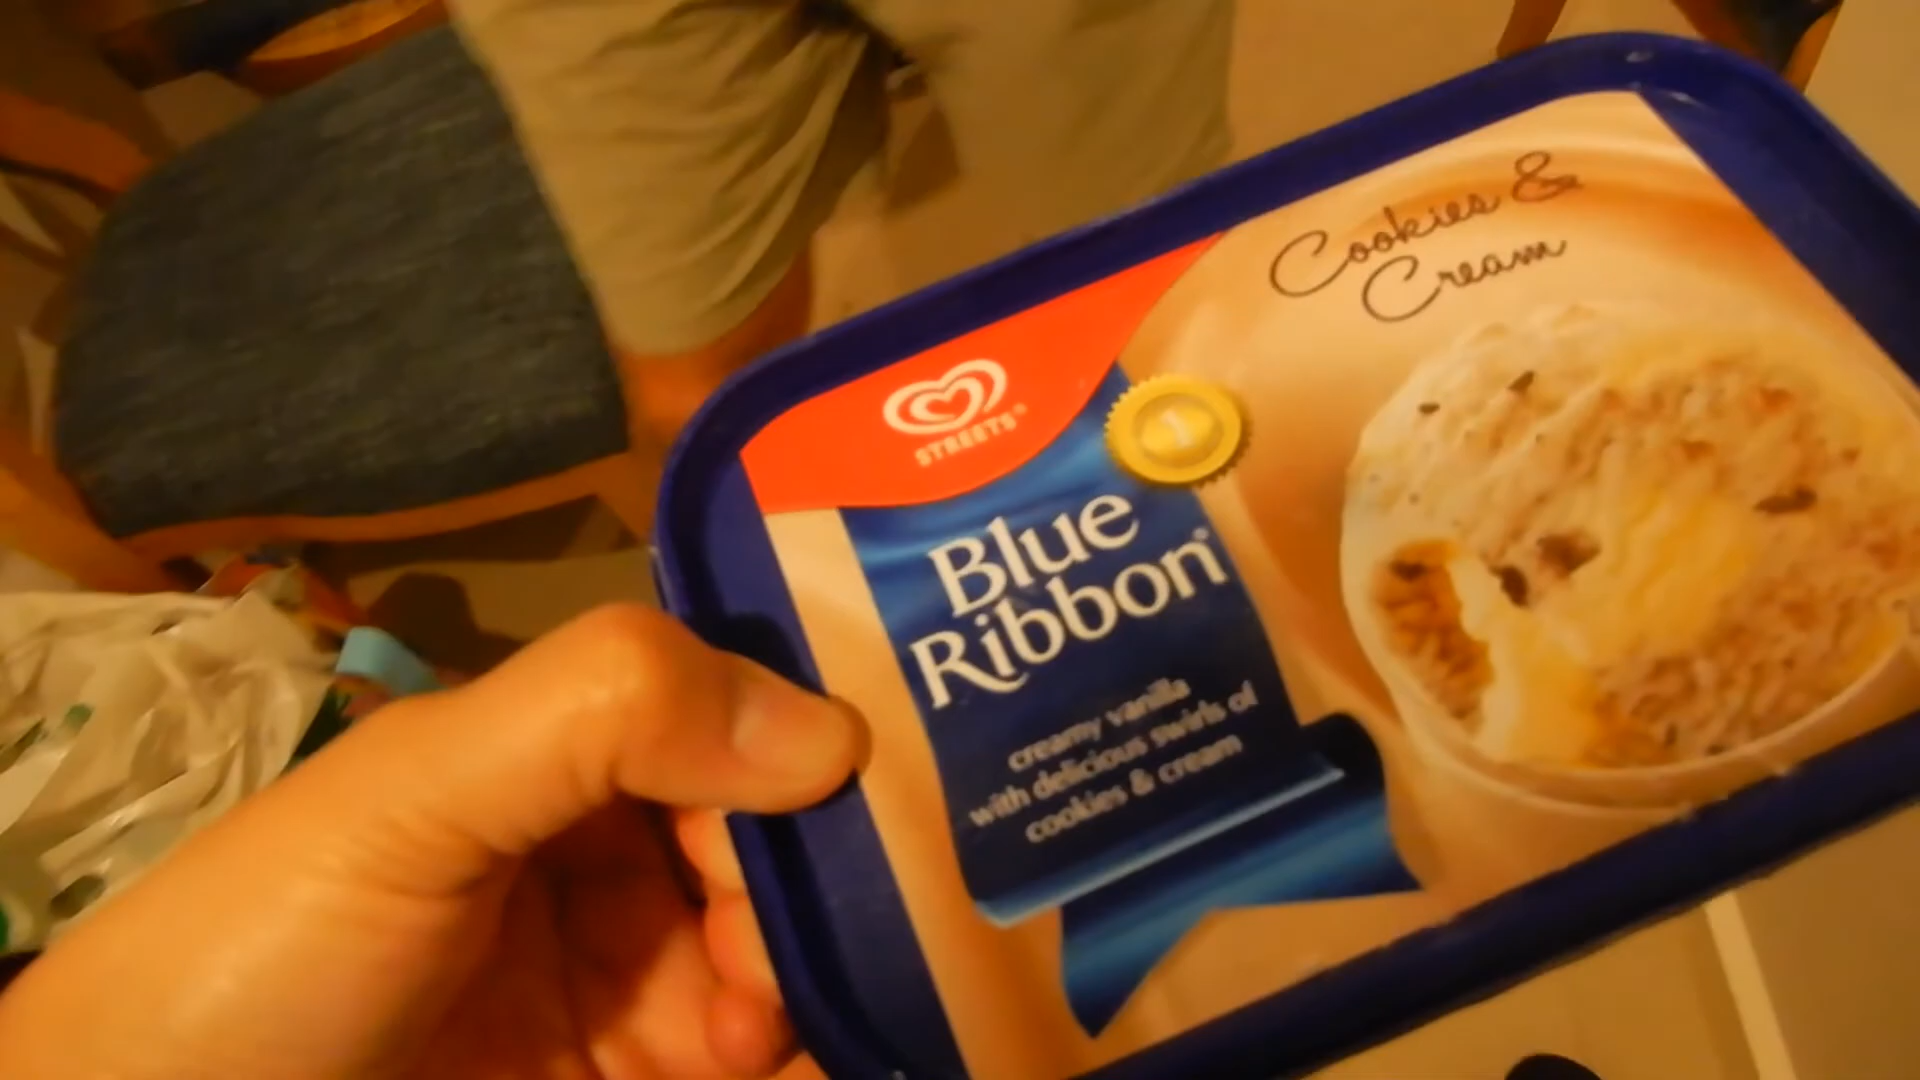 Cookies &
Cream
STREETS®
Blue
Ribbon
creamy vanilla
with delicious swirls of
cookies & cream